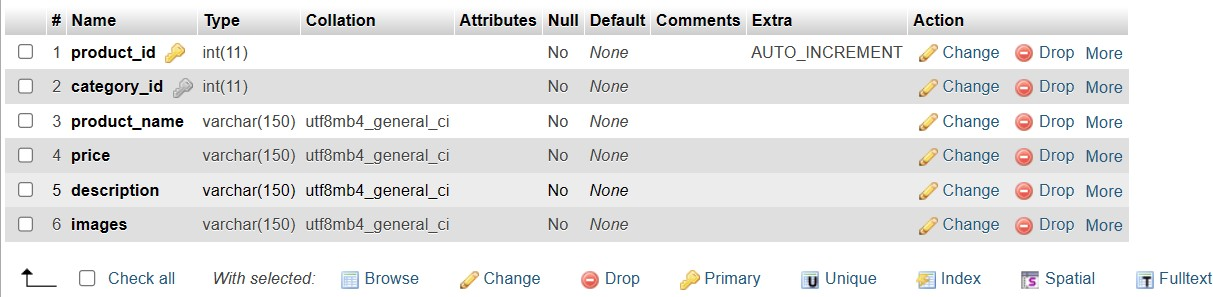 # Name Type Collation Attributes Null Default Comments Extra Action
1 product_id int(11) No None AUTO_INCREMENT Change Drop More
2 category_id int(11) No None Change Drop More
3 product_name varchar(150) utf8mb4_general_ci No None Change Drop More
4 price varchar(150) utf8mb4_general_ci No None Change Drop More
5 description varchar(150) utf8mb4_general_ci No None Change Drop More
6 images varchar(150) utf8mb4_general_ci No None Change Drop More
Check all With selected: Browse Change Drop Primary U Unique Index S Spatial T Fulltext